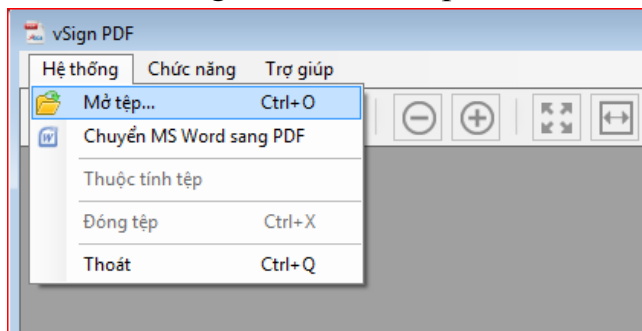 vSign PDF
Hệ thống Chức năng Trợ giúp
Mở tệp... Ctrl+O
Chuyển MS Word sang PDF
Thuộc tính tệp
Đóng tệp Ctrl+X
Thoát Ctrl+Q